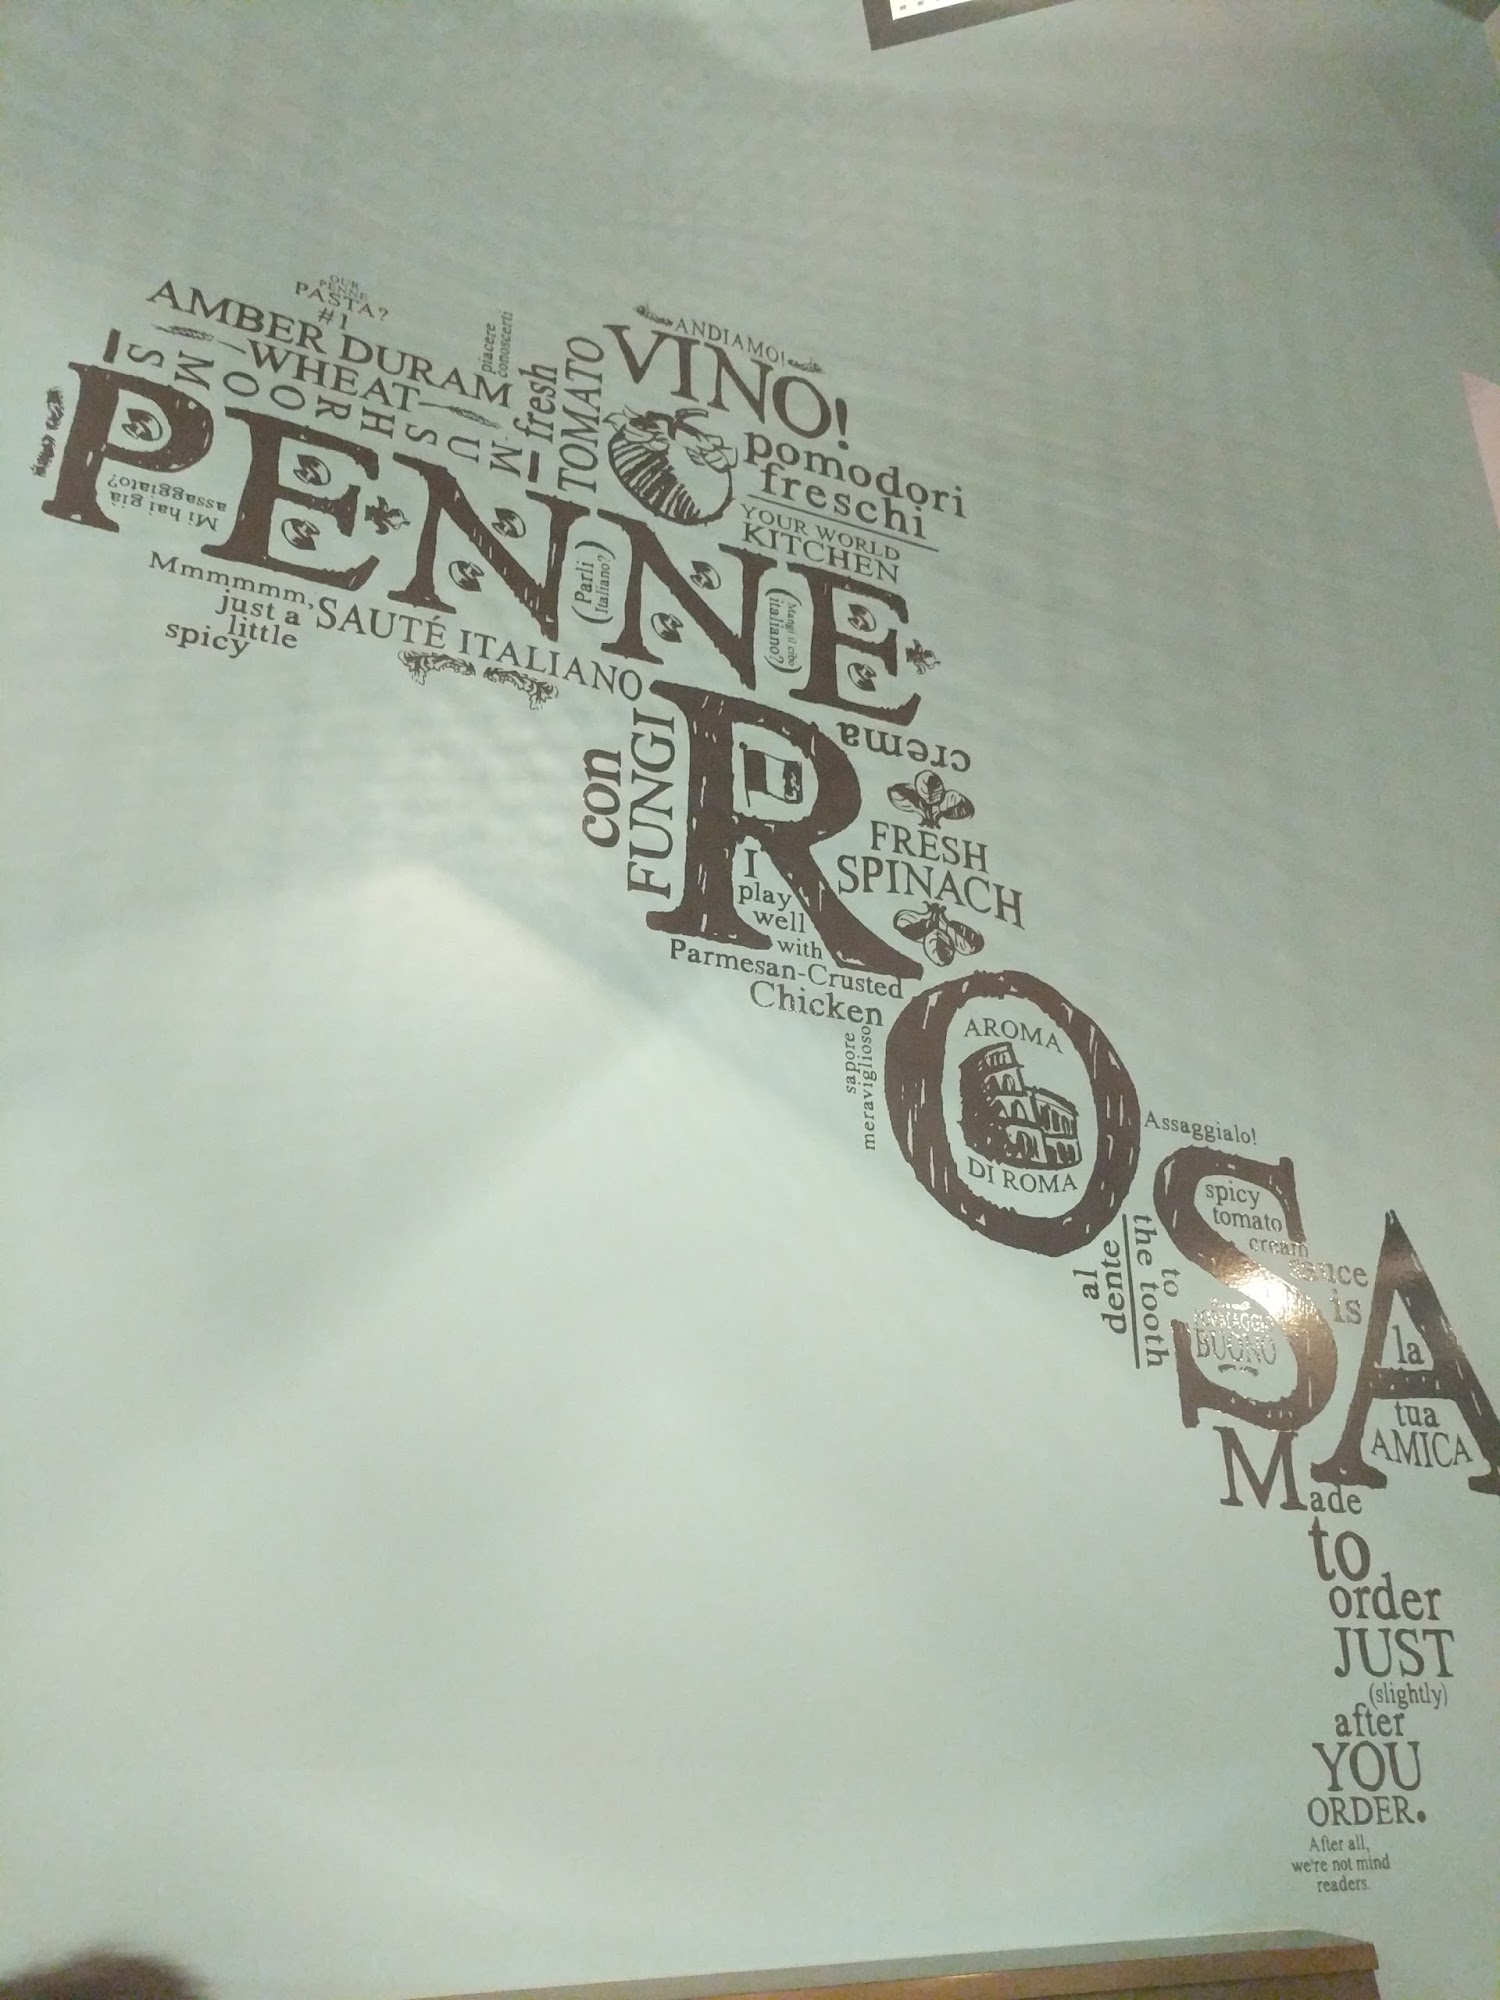 PASTA?
#1
AMBER DURAM
WHEAT
MUSHROOMS
piacere
conoscerti
fresh
TOMATO
ANDIAMO!
VINO!
pomodori
freschi
YOUR WORLD
KITCHEN
PENNE
Mi hai già
assaggiato?
(Parli
Italiano?)
(Mangi il cibo
italiano?)
Mmmmmm,
just a
little
spicy
SAUTÉ ITALIANO
con
FUNGI
R
crema
FRESH
SPINACH
I
play
well
with
Parmesan-Crusted
Chicken
sapore
meraviglioso
O
AROMA
DI ROMA
Assaggialo!
al
dente
to
the tooth
SA
spicy
tomato
cream
sauce
is
BUONO
la
tua
AMICA
Made
to
order
JUST
(slightly)
after
YOU
ORDER.
After all,
we're not mind
readers.